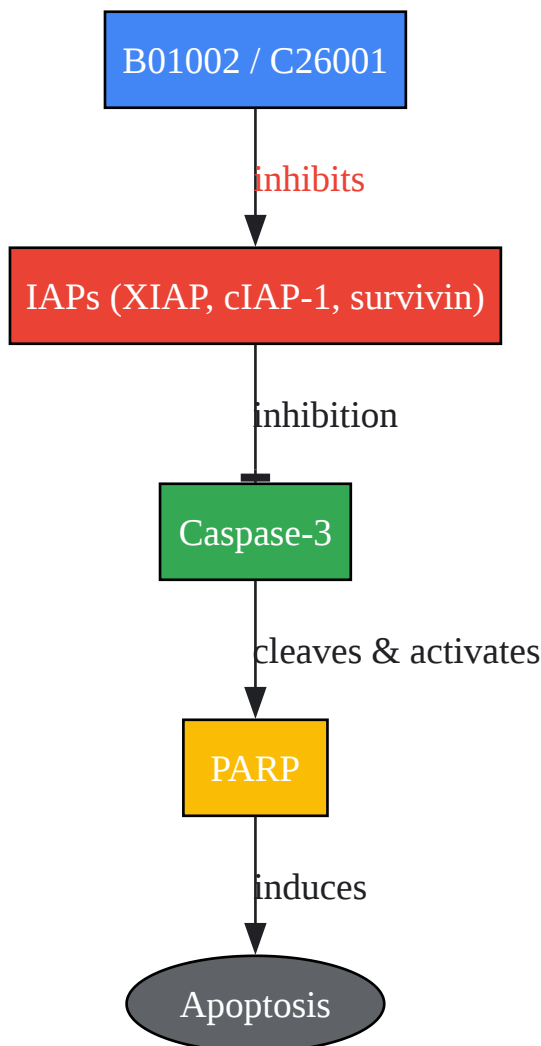 B01002 / C26001
inhibits
IAPs (XIAP, cIAP-1, survivin)
inhibition
Caspase-3
cleaves & activates
PARP
induces
Apoptosis